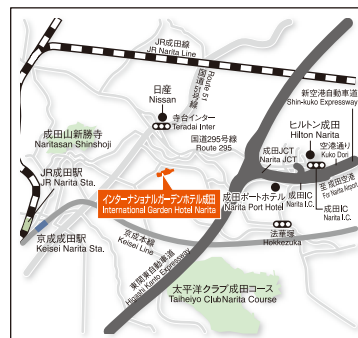 JR成田線
JR Narita Line
国道51号線
Route 51
新空港自動車道
Shin-kuko Expressway
日産
Nissan
寺台インター
Teradai Inter
ヒルトン成田
Hilton Narita
空港通り
Kuko Dori
国道295号線
Route 295
成田山新勝寺
Naritasan Shinshoji
成田JCT
Narita JCT
JR成田駅
JR Narita Sta.
インターナショナルガーデンホテル成田
International Garden Hotel Narita
成田ポートホテル
Narita Port Hotel
成田IC
Narita I.C.
至 成田空港
For Narita Airport
成田IC
Narita I.C.
京成成田駅
Keisei Narita Sta.
京成本線
Keisei Line
法華塚
Hokkezuka
東関東自動車道
Higashi Kanto Expressway
太平洋クラブ成田コース
Taiheiyo Club Narita Course